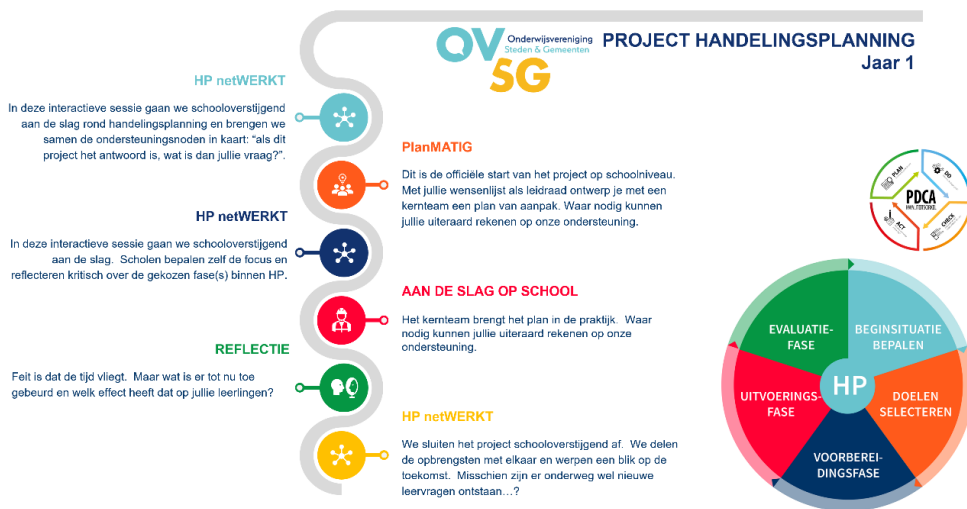 OVSG
Onderwijsvereniging
Steden & Gemeenten
PROJECT HANDELINGSPLANNING
Jaar 1
HP netWERKT
In deze interactieve sessie gaan we schooloverstijgend
aan de slag rond handelingsplanning en brengen we
samen de ondersteuningsnoden in kaart: “als dit
project het antwoord is, wat is dan jullie vraag?”.
PlanMATIG
Dit is de officiële start van het project op schoolniveau.
Met jullie wensenlijst als leidraad ontwerp je met een
kernteam een plan van aanpak. Waar nodig kunnen
jullie uiteraard rekenen op onze ondersteuning.
HP netWERKT
In deze interactieve sessie gaan we schooloverstijgend
aan de slag. Scholen bepalen zelf de focus en
reflecteren kritisch over de gekozen fase(s) binnen HP.
AAN DE SLAG OP SCHOOL
Het kernteam brengt het plan in de praktijk. Waar
nodig kunnen jullie uiteraard rekenen op onze
ondersteuning.
REFLECTIE
Feit is dat de tijd vliegt. Maar wat is er tot nu toe
gebeurd en welk effect heeft dat op jullie leerlingen?
HP netWERKT
We sluiten het project schooloverstijgend af. We delen
de opbrengsten met elkaar en werpen een blik op de
toekomst. Misschien zijn er onderweg wel nieuwe
leervragen ontstaan…?
PLAN
DO
PDCA
ACT
CHECK
EVALUATIE-
FASE
BEGINSITUATIE
BEPALEN
HP
UITVOERINGS-
FASE
DOELEN
SELECTEREN
VOORBEREI-
DINGSFASE